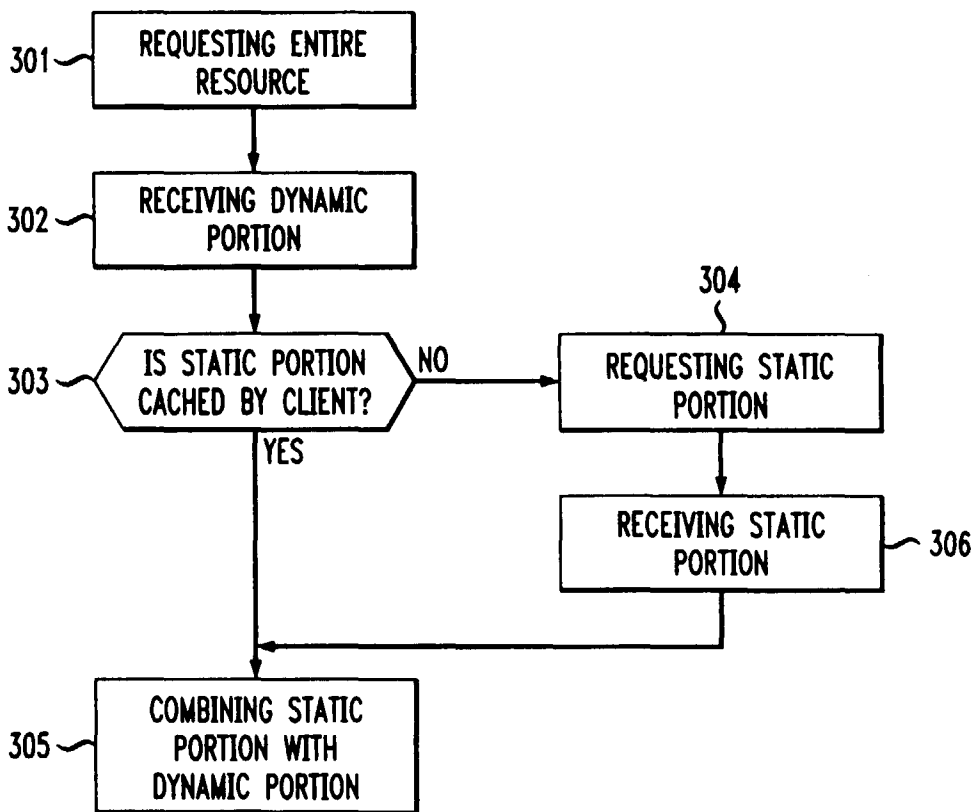 301
REQUESTING ENTIRE
RESOURCE
302
RECEIVING DYNAMIC
PORTION
303
IS STATIC PORTION
CACHED BY CLIENT?
NO
YES
304
REQUESTING STATIC
PORTION
RECEIVING STATIC
PORTION
306
305
COMBINING STATIC
PORTION WITH
DYNAMIC PORTION